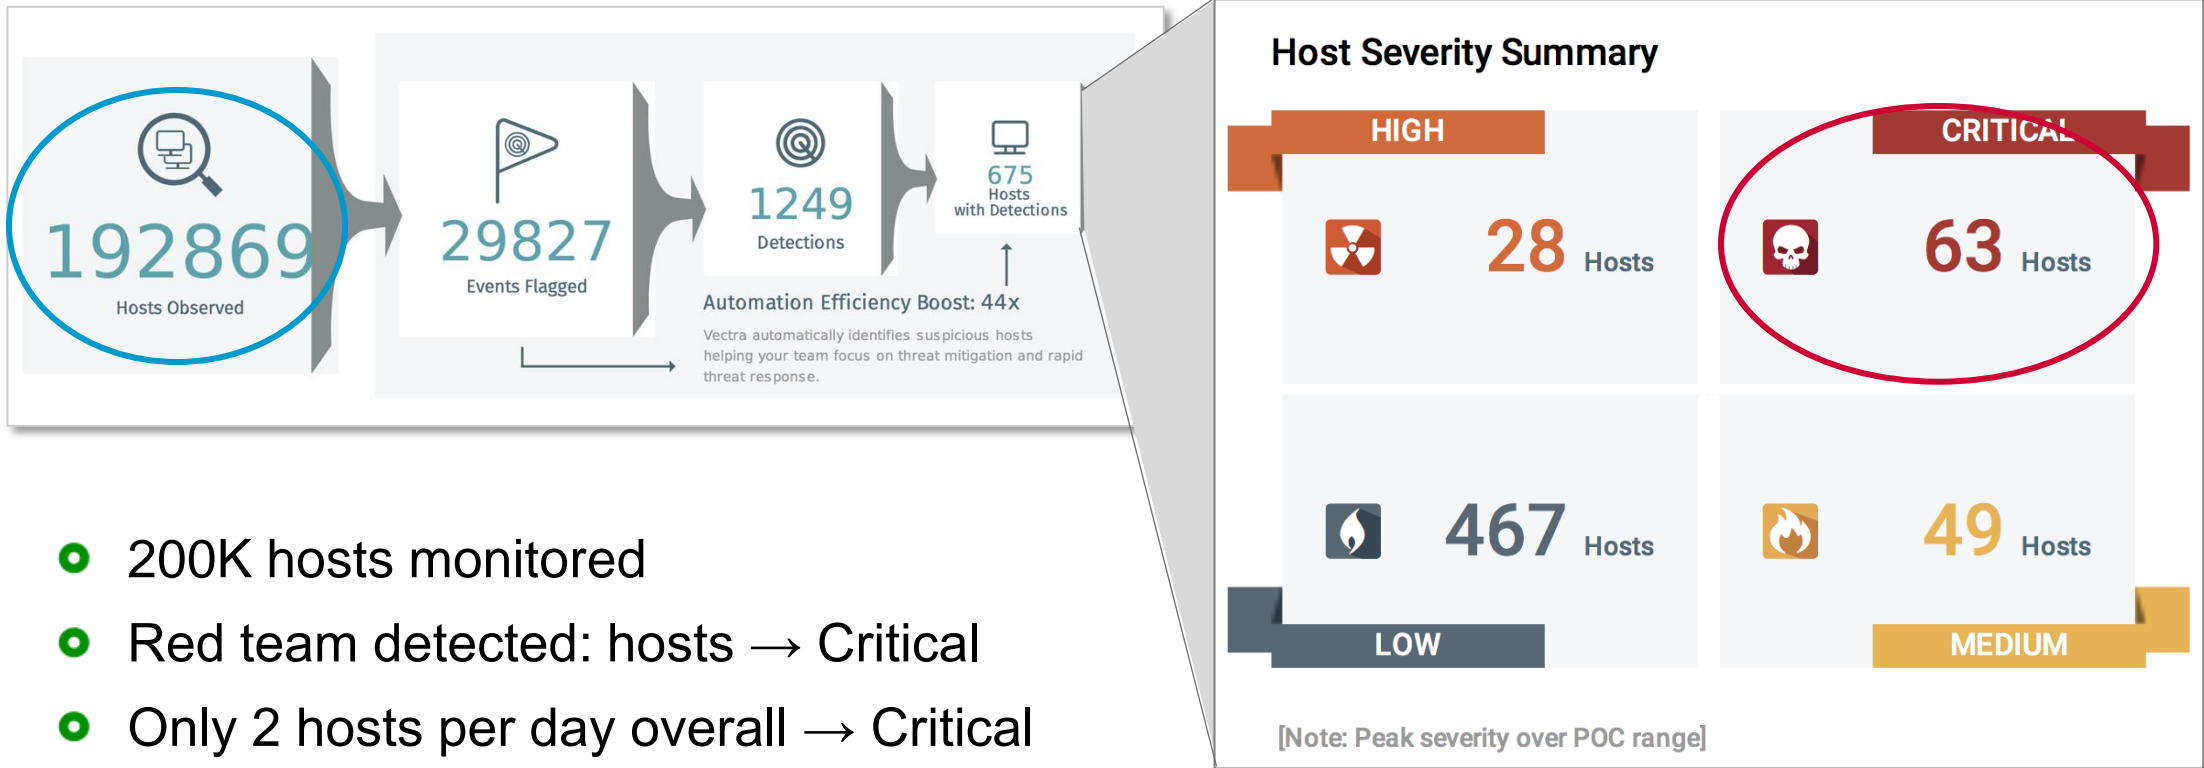 192869
Hosts Observed
29827
Events Flagged
1249
Detections
675
Hosts
with Detections
Automation Efficiency Boost: 44x
Vectra automatically identifies suspicious hosts
helping your team focus on threat mitigation and rapid
threat response.
200K hosts monitored
Red team detected: hosts → Critical
Only 2 hosts per day overall → Critical
Host Severity Summary
HIGH
28 Hosts
CRITICAL
63 Hosts
467 Hosts
LOW
49 Hosts
MEDIUM
[Note: Peak severity over POC range]